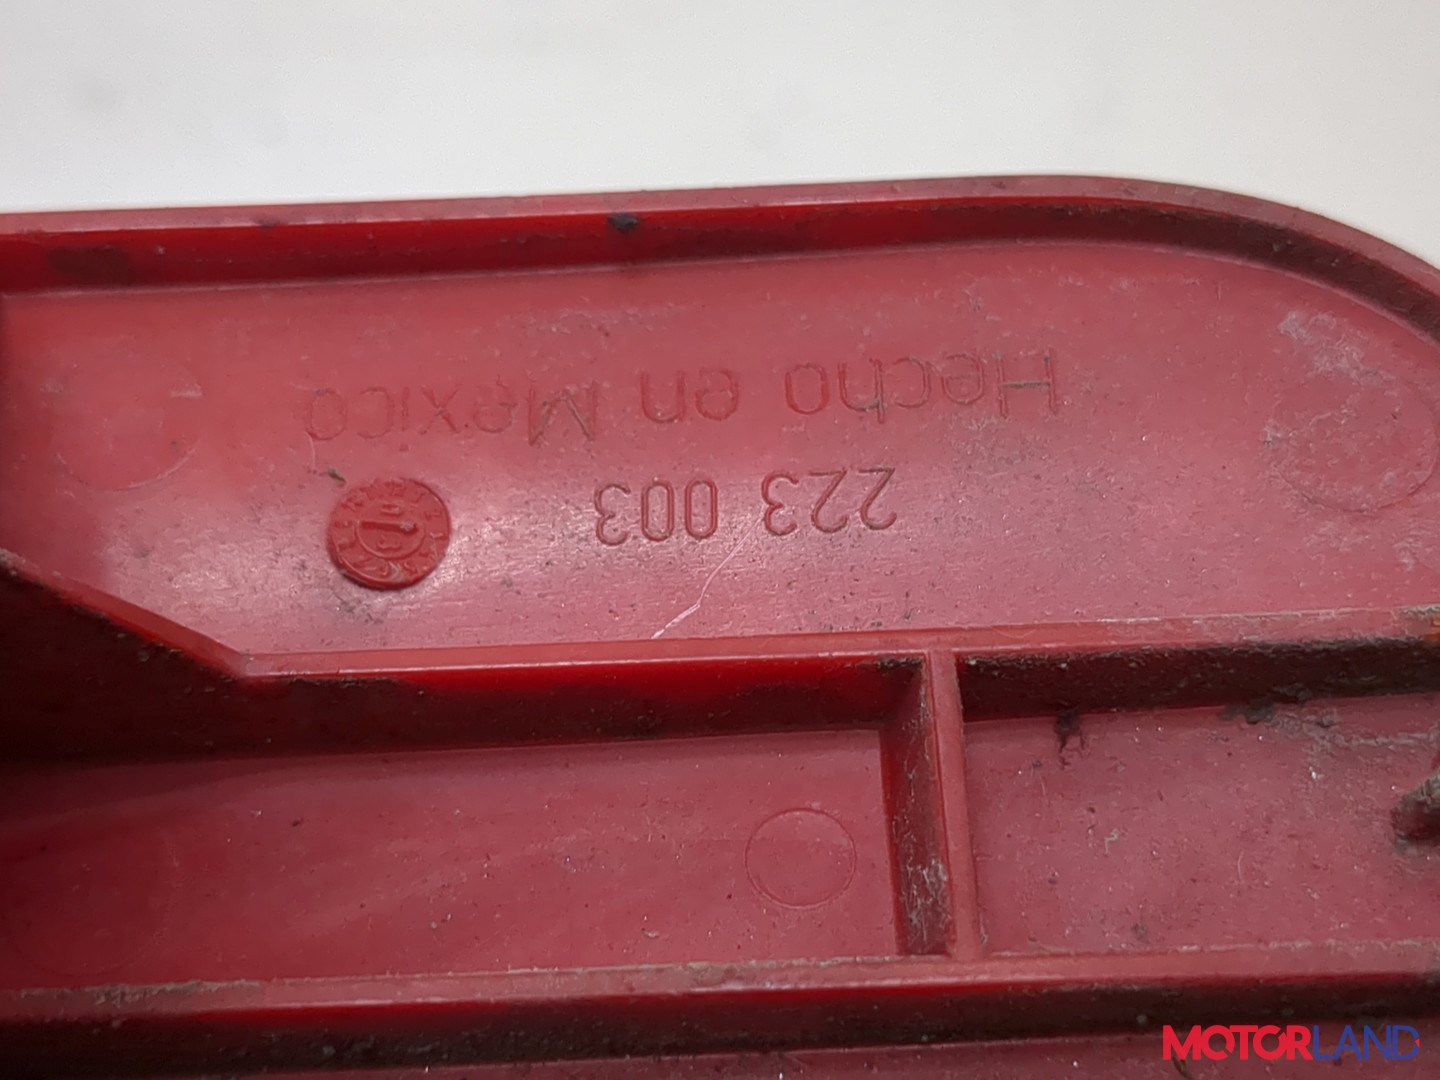 Hecho en Mexico
223 003
MOTORLAND